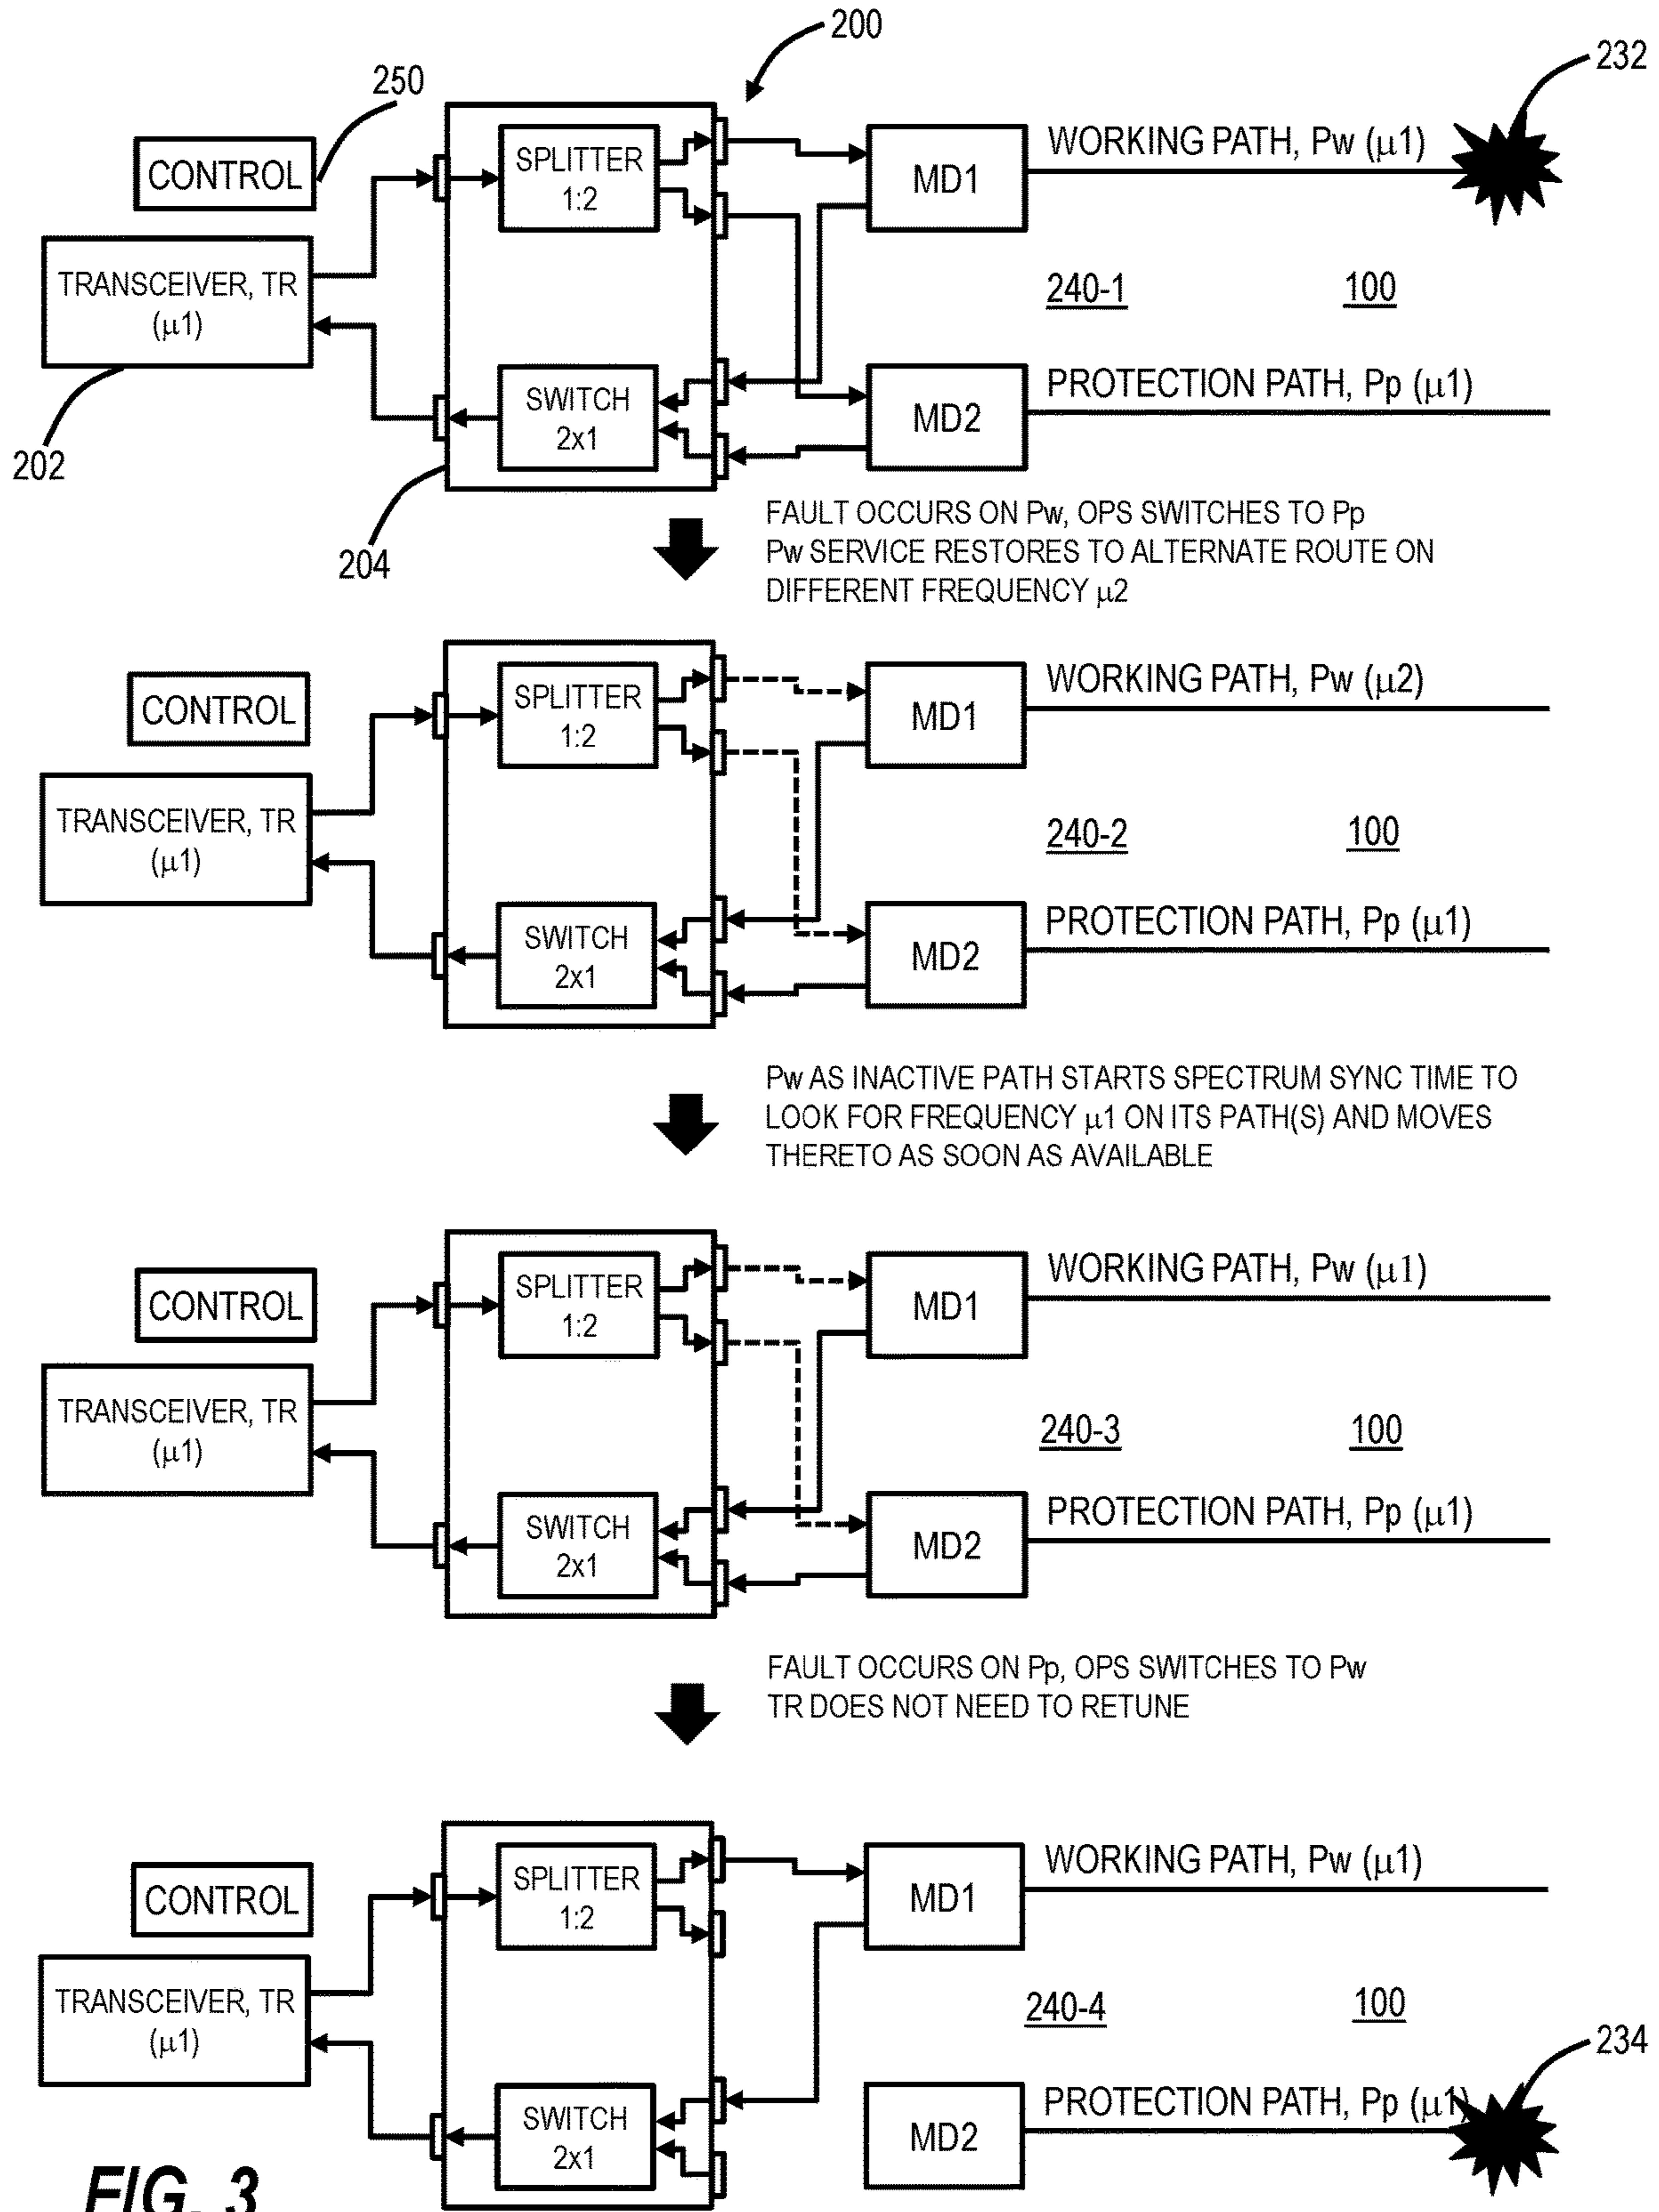 200
232
250
CONTROL
SPLITTER
1:2
MD1
WORKING PATH, Pw (μ1)
TRANSCEIVER, TR
(μ1)
240-1
100
202
SWITCH
2x1
MD2
PROTECTION PATH, Pp (μ1)
204
FAULT OCCURS ON Pw, OPS SWITCHES TO Pp
Pw SERVICE RESTORES TO ALTERNATE ROUTE ON
DIFFERENT FREQUENCY μ2
CONTROL
SPLITTER
1:2
MD1
WORKING PATH, Pw (μ2)
TRANSCEIVER, TR
(μ1)
240-2
100
SWITCH
2x1
MD2
PROTECTION PATH, Pp (μ1)
Pw AS INACTIVE PATH STARTS SPECTRUM SYNC TIME TO
LOOK FOR FREQUENCY μ1 ON ITS PATH(S) AND MOVES
THERETO AS SOON AS AVAILABLE
CONTROL
SPLITTER
1:2
MD1
WORKING PATH, Pw (μ1)
TRANSCEIVER, TR
(μ1)
240-3
100
SWITCH
2x1
MD2
PROTECTION PATH, Pp (μ1)
FAULT OCCURS ON Pp, OPS SWITCHES TO Pw
TR DOES NOT NEED TO RETUNE
CONTROL
SPLITTER
1:2
MD1
WORKING PATH, Pw (μ1)
TRANSCEIVER, TR
(μ1)
240-4
100
234
SWITCH
2x1
MD2
PROTECTION PATH, Pp (μ1)
FIG. 3